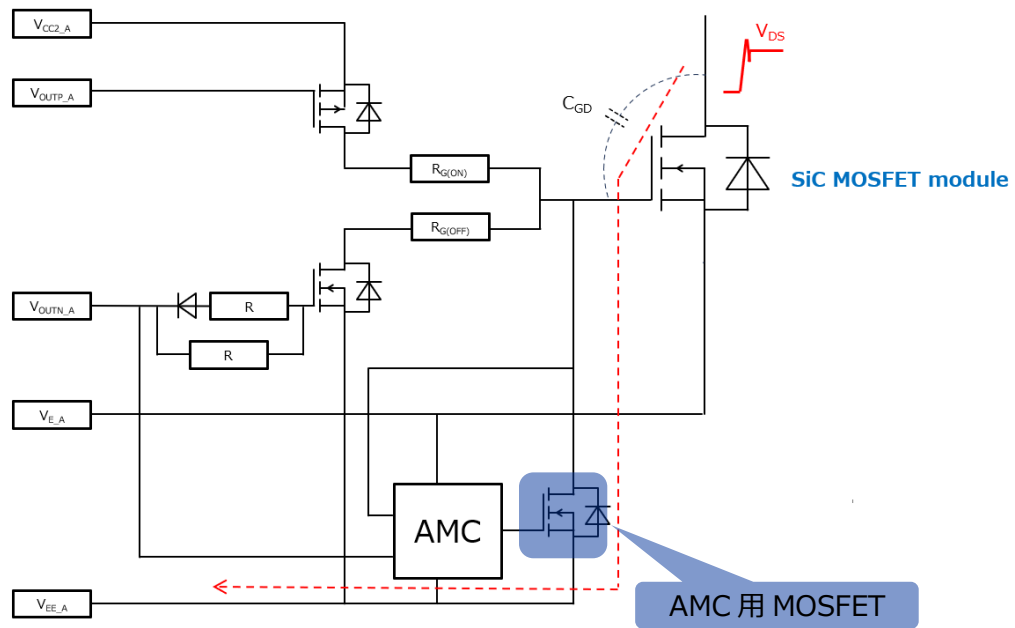 VCC2_A
VOUTP_A
VDS
CGD
RG(ON)
SiC MOSFET module
RG(OFF)
VOUTN_A
R
R
VE_A
AMC
VEE_A
AMC 用 MOSFET